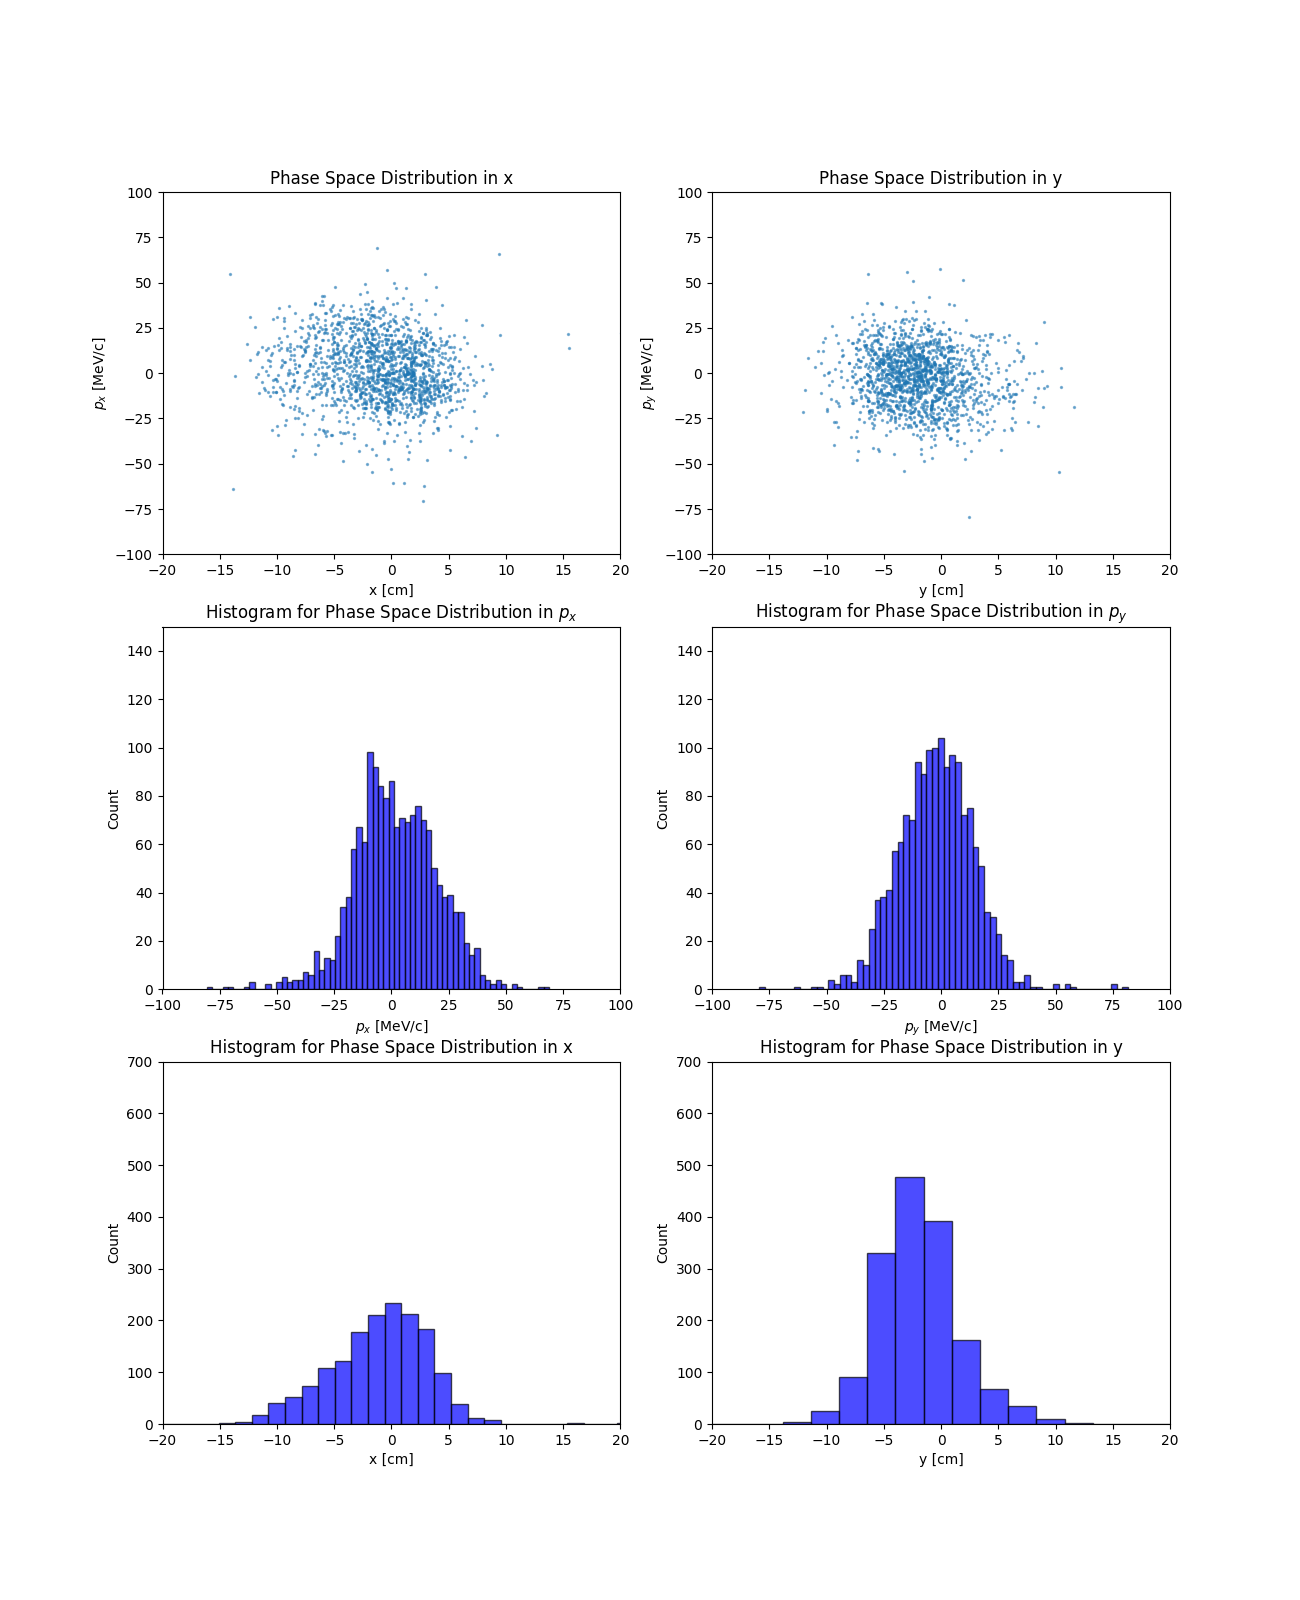 Phase Space Distribution in x
100
75
50
25
0
−25
−50
−75
−100
p_x [MeV/c]
−20 −15 −10 −5 0 5 10 15 20
x [cm]
Phase Space Distribution in y
100
75
50
25
0
−25
−50
−75
−100
p_y [MeV/c]
−20 −15 −10 −5 0 5 10 15 20
y [cm]
Histogram for Phase Space Distribution in p_x
140
120
100
80
60
40
20
0
Count
−100 −75 −50 −25 0 25 50 75 100
p_x [MeV/c]
Histogram for Phase Space Distribution in p_y
140
120
100
80
60
40
20
0
Count
−100 −75 −50 −25 0 25 50 75 100
p_y [MeV/c]
Histogram for Phase Space Distribution in x
700
600
500
400
300
200
100
0
Count
−20 −15 −10 −5 0 5 10 15 20
x [cm]
Histogram for Phase Space Distribution in y
700
600
500
400
300
200
100
0
Count
−20 −15 −10 −5 0 5 10 15 20
y [cm]